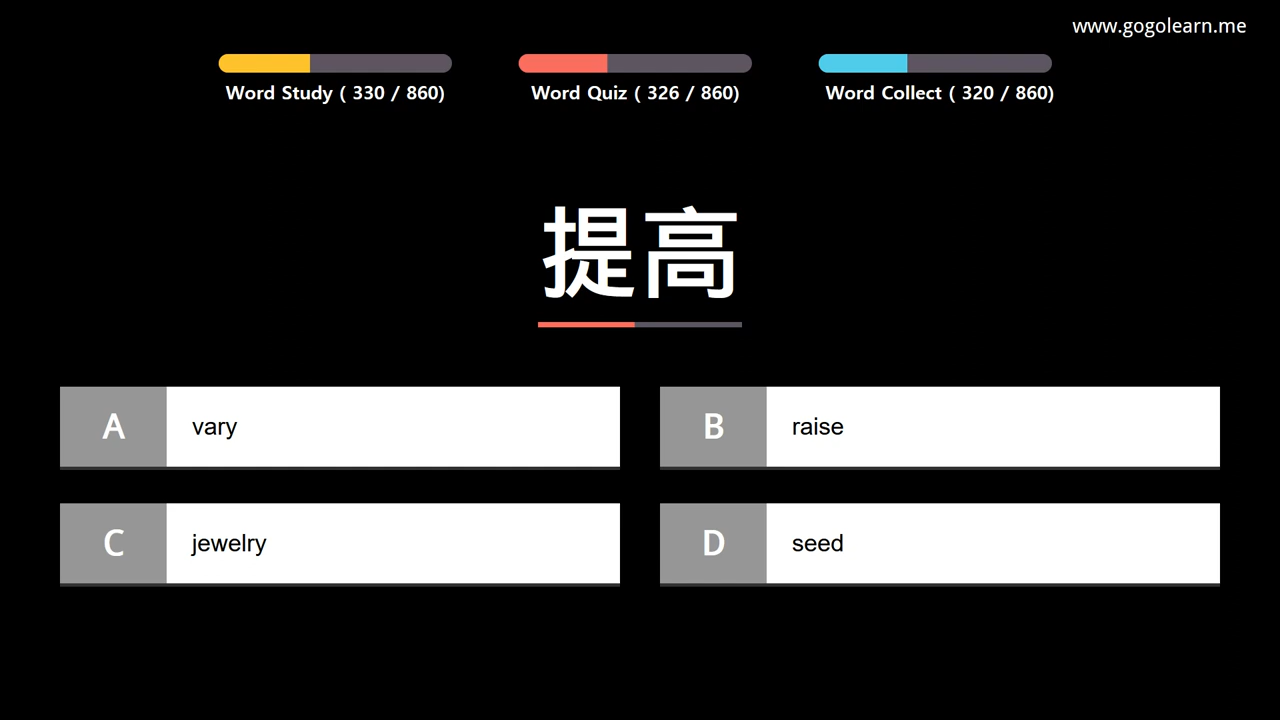 www.gogolearn.me
Word Study ( 330 / 860)
Word Quiz ( 326 / 860)
Word Collect ( 320 / 860)
提高
A vary
B raise
C jewelry
D seed